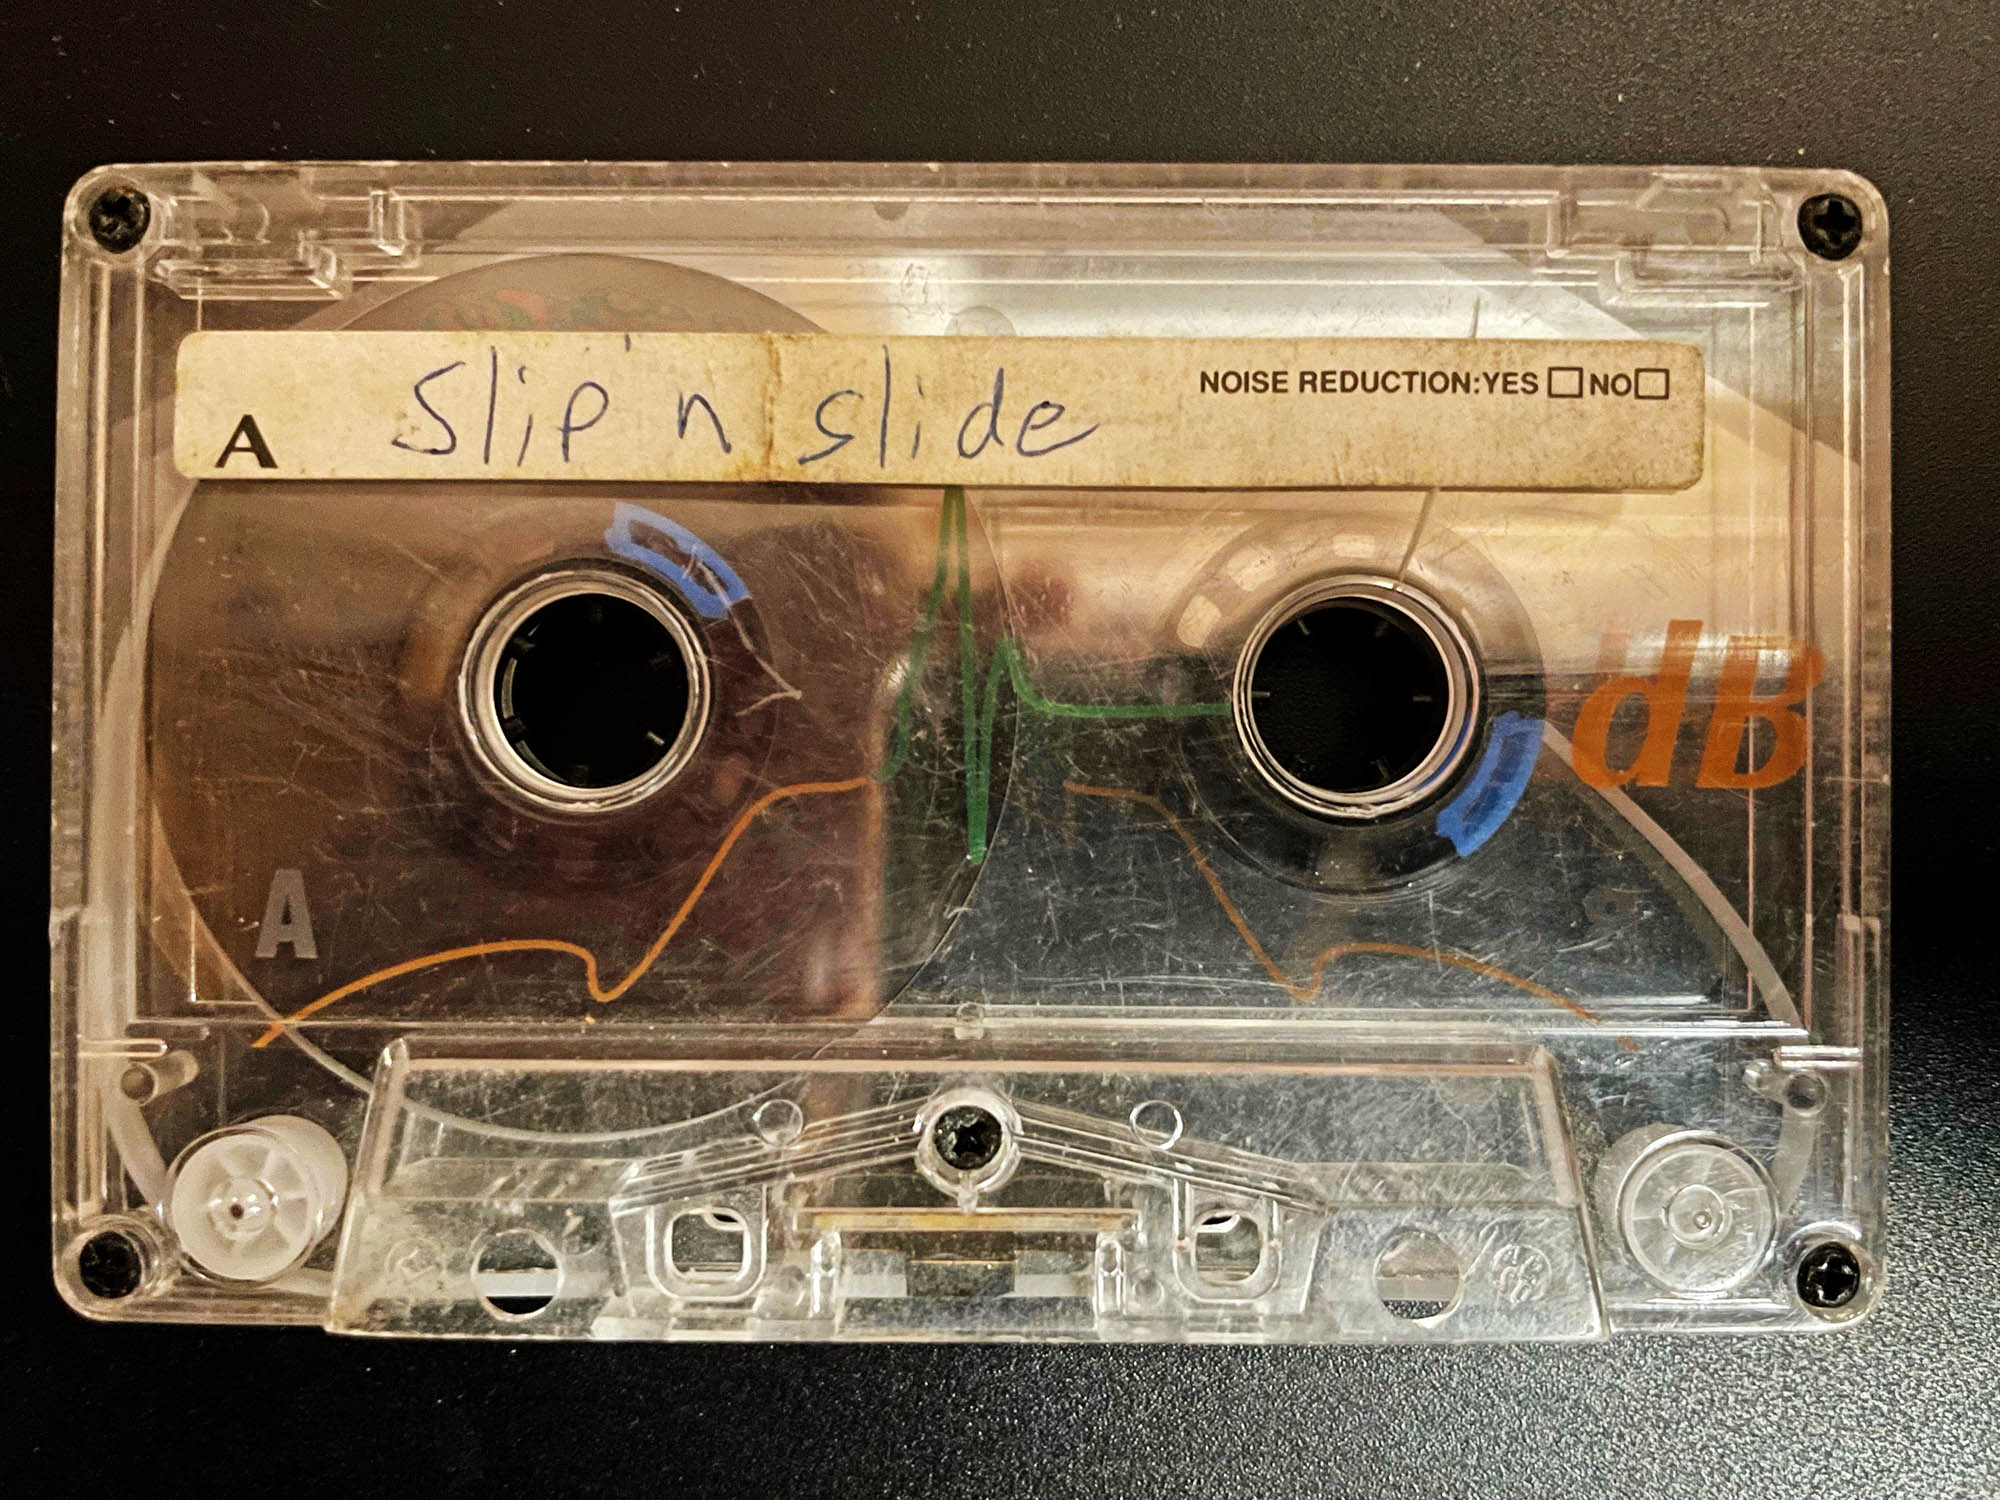 Slip'n slide
NOISE REDUCTION:YES □ NO□
A
dB
A